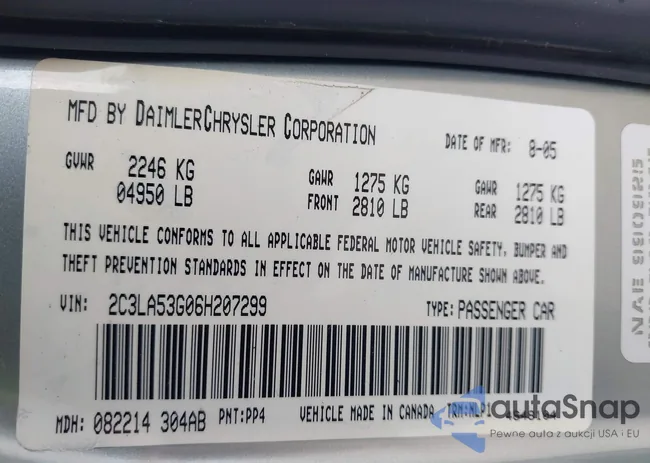 MFD BY DAIMLERCHRYSLER CORPORATION
DATE OF MFR: 8-05
GVWR 2246 KG
04950 LB
GAWR 1275 KG
FRONT 2810 LB
GAWR 1275 KG
REAR 2810 LB
THIS VEHICLE CONFORMS TO ALL APPLICABLE FEDERAL MOTOR VEHICLE SAFETY, BUMPER AND
THEFT PREVENTION STANDARDS IN EFFECT ON THE DATE OF MANUFACTURE SHOWN ABOVE.
VIN: 2C3LA53G06H207299
TYPE: PASSENGER CAR
MDH: 082214 304AB PNT: PP4 VEHICLE MADE IN CANADA TRM:
autoSnap
Pewne auta z aukcji USA i EU